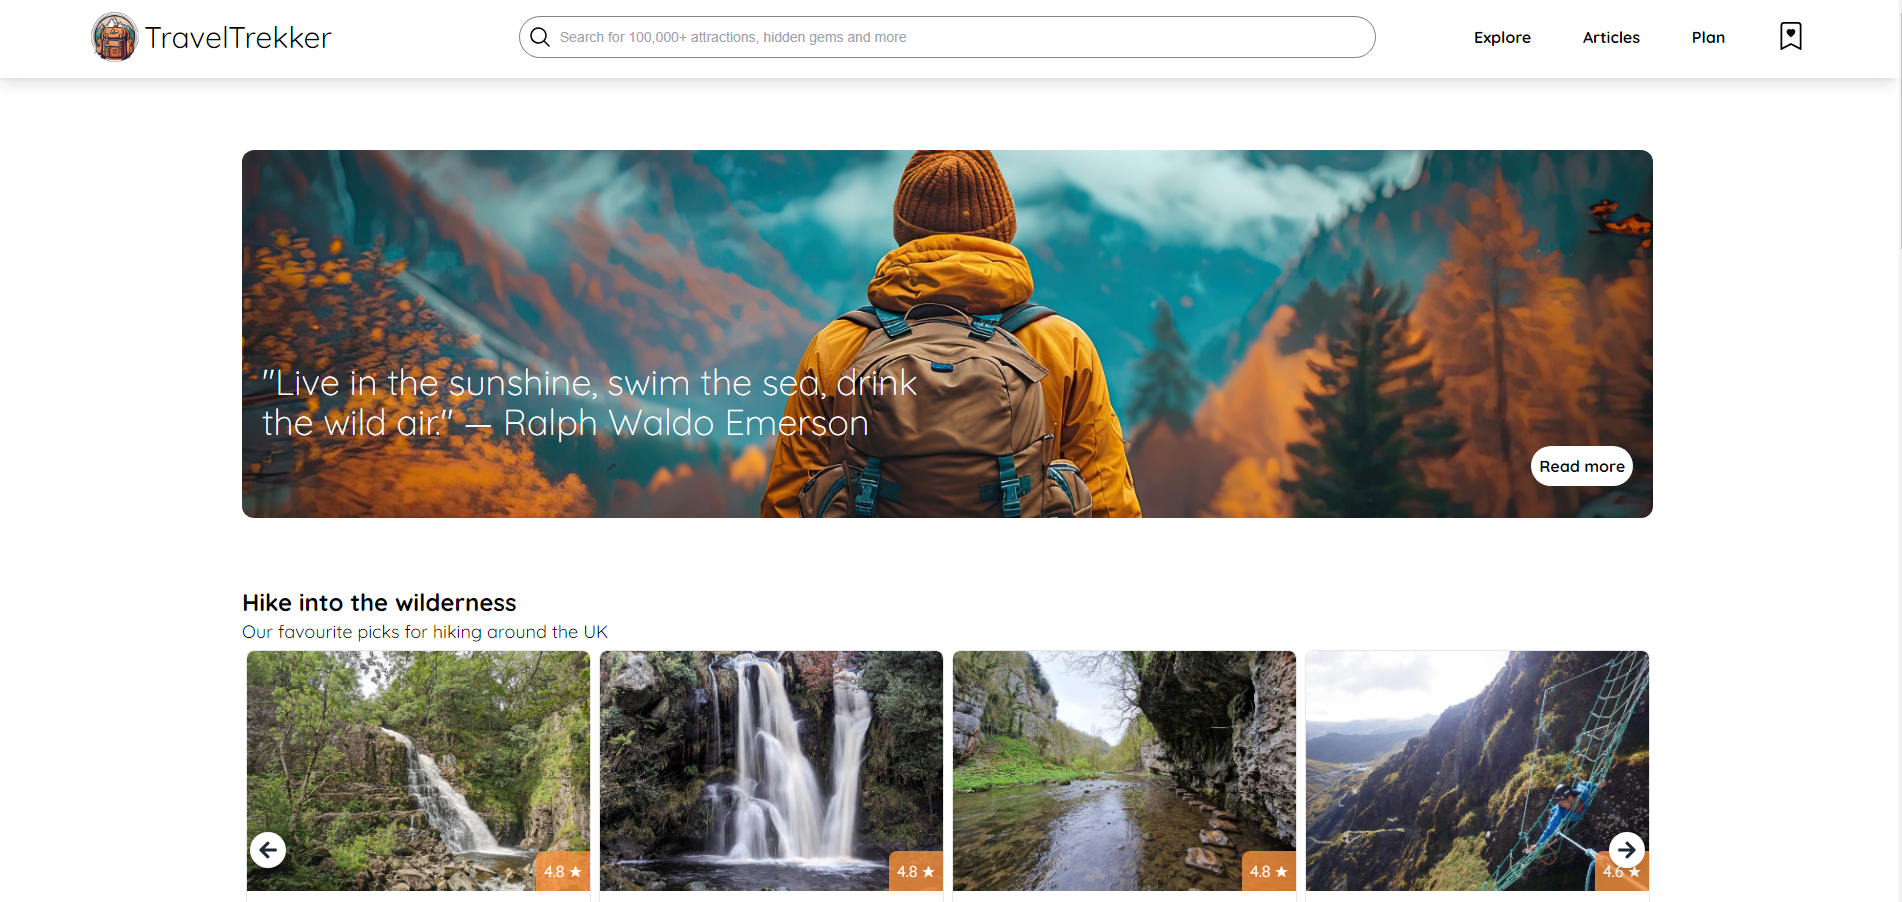 TravelTrekker
Search for 100,000+ attractions, hidden gems and more
Explore
Articles
Plan
"Live in the sunshine, swim the sea, drink
the wild air." — Ralph Waldo Emerson
Read more
Hike into the wilderness
Our favourite picks for hiking around the UK
4.8 ★
4.8 ★
4.8 ★
4.6 ★